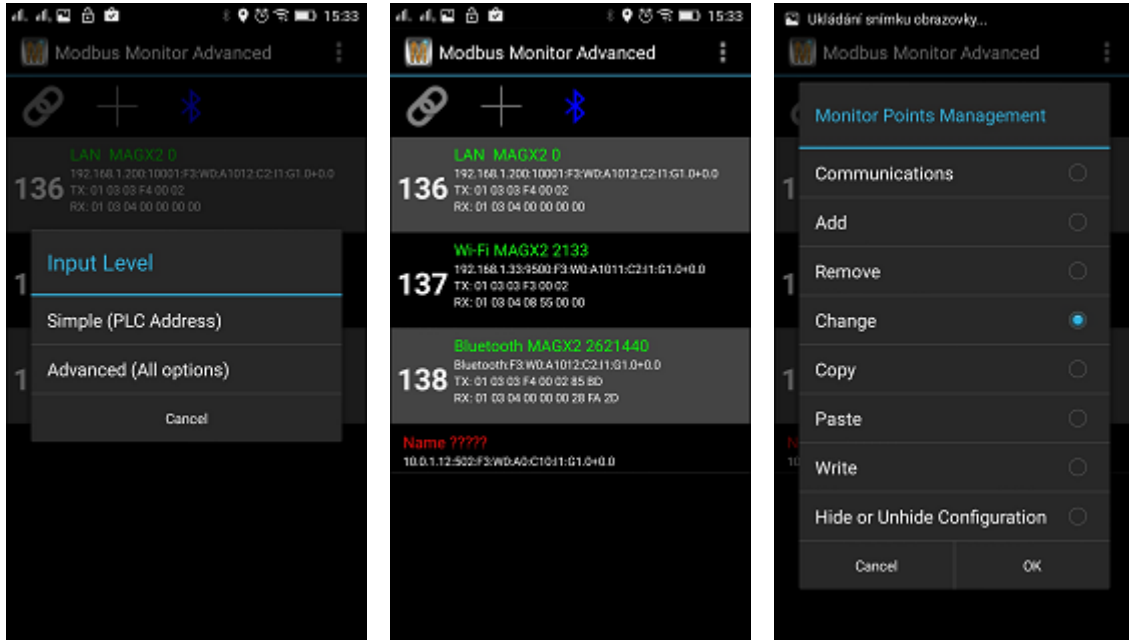 15:33
Modbus Monitor Advanced
LAN MAGX2 0
192.168.1.200:10001:F3:W0:A1012:C2:I1:G1.0+0.0
136
TX: 01 03 03 F4 00 02
RX: 01 03 04 00 00 00 00
Input Level
1
Simple (PLC Address)
Advanced (All options)
1
Cancel
15:33
Modbus Monitor Advanced
LAN MAGX2 0
192.168.1.200:10001:F3:W0:A1012:C2:I1:G1.0+0.0
136
TX: 01 03 03 F4 00 02
RX: 01 03 04 00 00 00 00
Wi-Fi MAGX2 2133
192.168.1.33:9500:F3:W0:A1011:C2:I1:G1.0+0.0
137
TX: 01 03 03 F3 00 02
RX: 01 03 04 08 55 00 00
Bluetooth MAGX2 2621440
Bluetooth:F3:W0:A1012:C2:I1:G1.0+0.0
138
TX: 01 03 03 F4 00 02 85 BD
RX: 01 03 04 00 00 00 28 FA 2D
Name ?????
10.0.1.12:502:F3:W0:A0:C10:I1:G1.0+0.0
Ukládání snímku obrazovky...
Modbus Monitor Advanced
Monitor Points Management
Communications
1
Add
Remove
1
Change
Copy
1
Paste
N
10
Write
Hide or Unhide Configuration
Cancel
OK